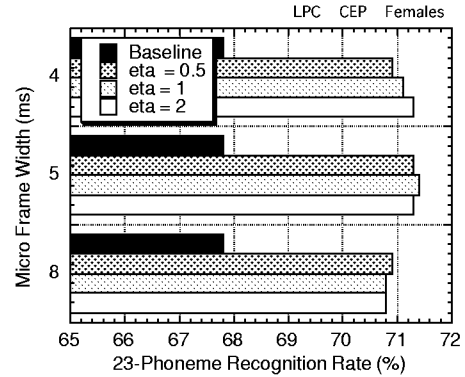 LPC CEP Females
Baseline
eta = 0.5
eta = 1
eta = 2
Micro Frame Width (ms)
4
5
8
65 66 67 68 69 70 71 72
23-Phoneme Recognition Rate (%)